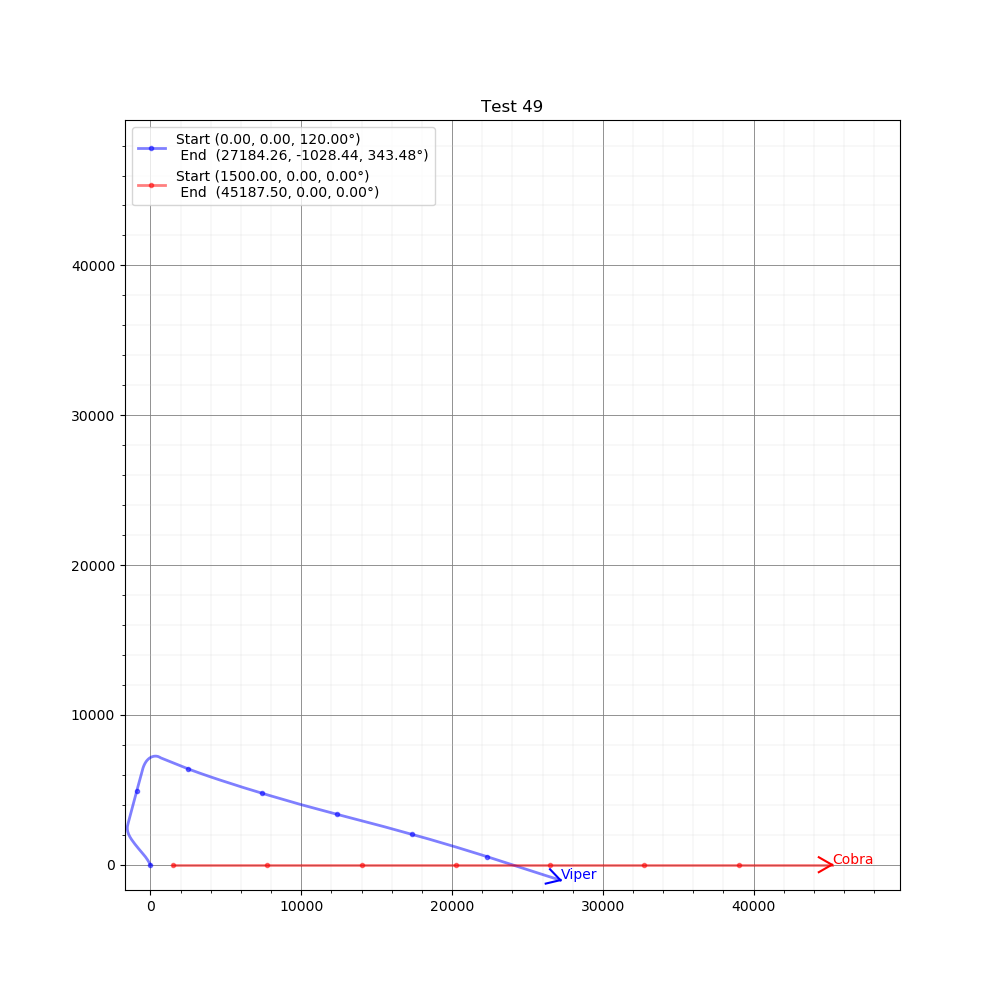 Test 49
Start (0.00, 0.00, 120.00°)
End  (27184.26, -1028.44, 343.48°)
Start (1500.00, 0.00, 0.00°)
End  (45187.50, 0.00, 0.00°)
40000
30000
20000
10000
0
Cobra
Viper
0
10000
20000
30000
40000